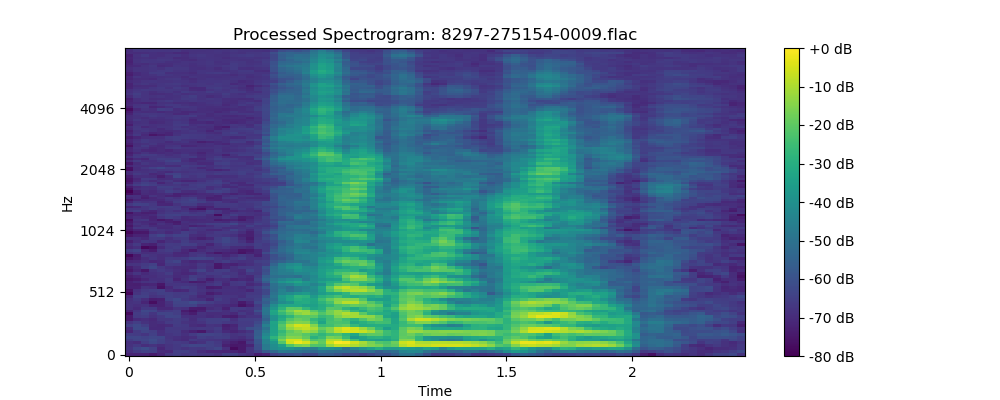 Processed Spectrogram: 8297-275154-0009.flac
Hz
4096
2048
1024
512
0
0 0.5 1 1.5 2
Time
+0 dB
-10 dB
-20 dB
-30 dB
-40 dB
-50 dB
-60 dB
-70 dB
-80 dB